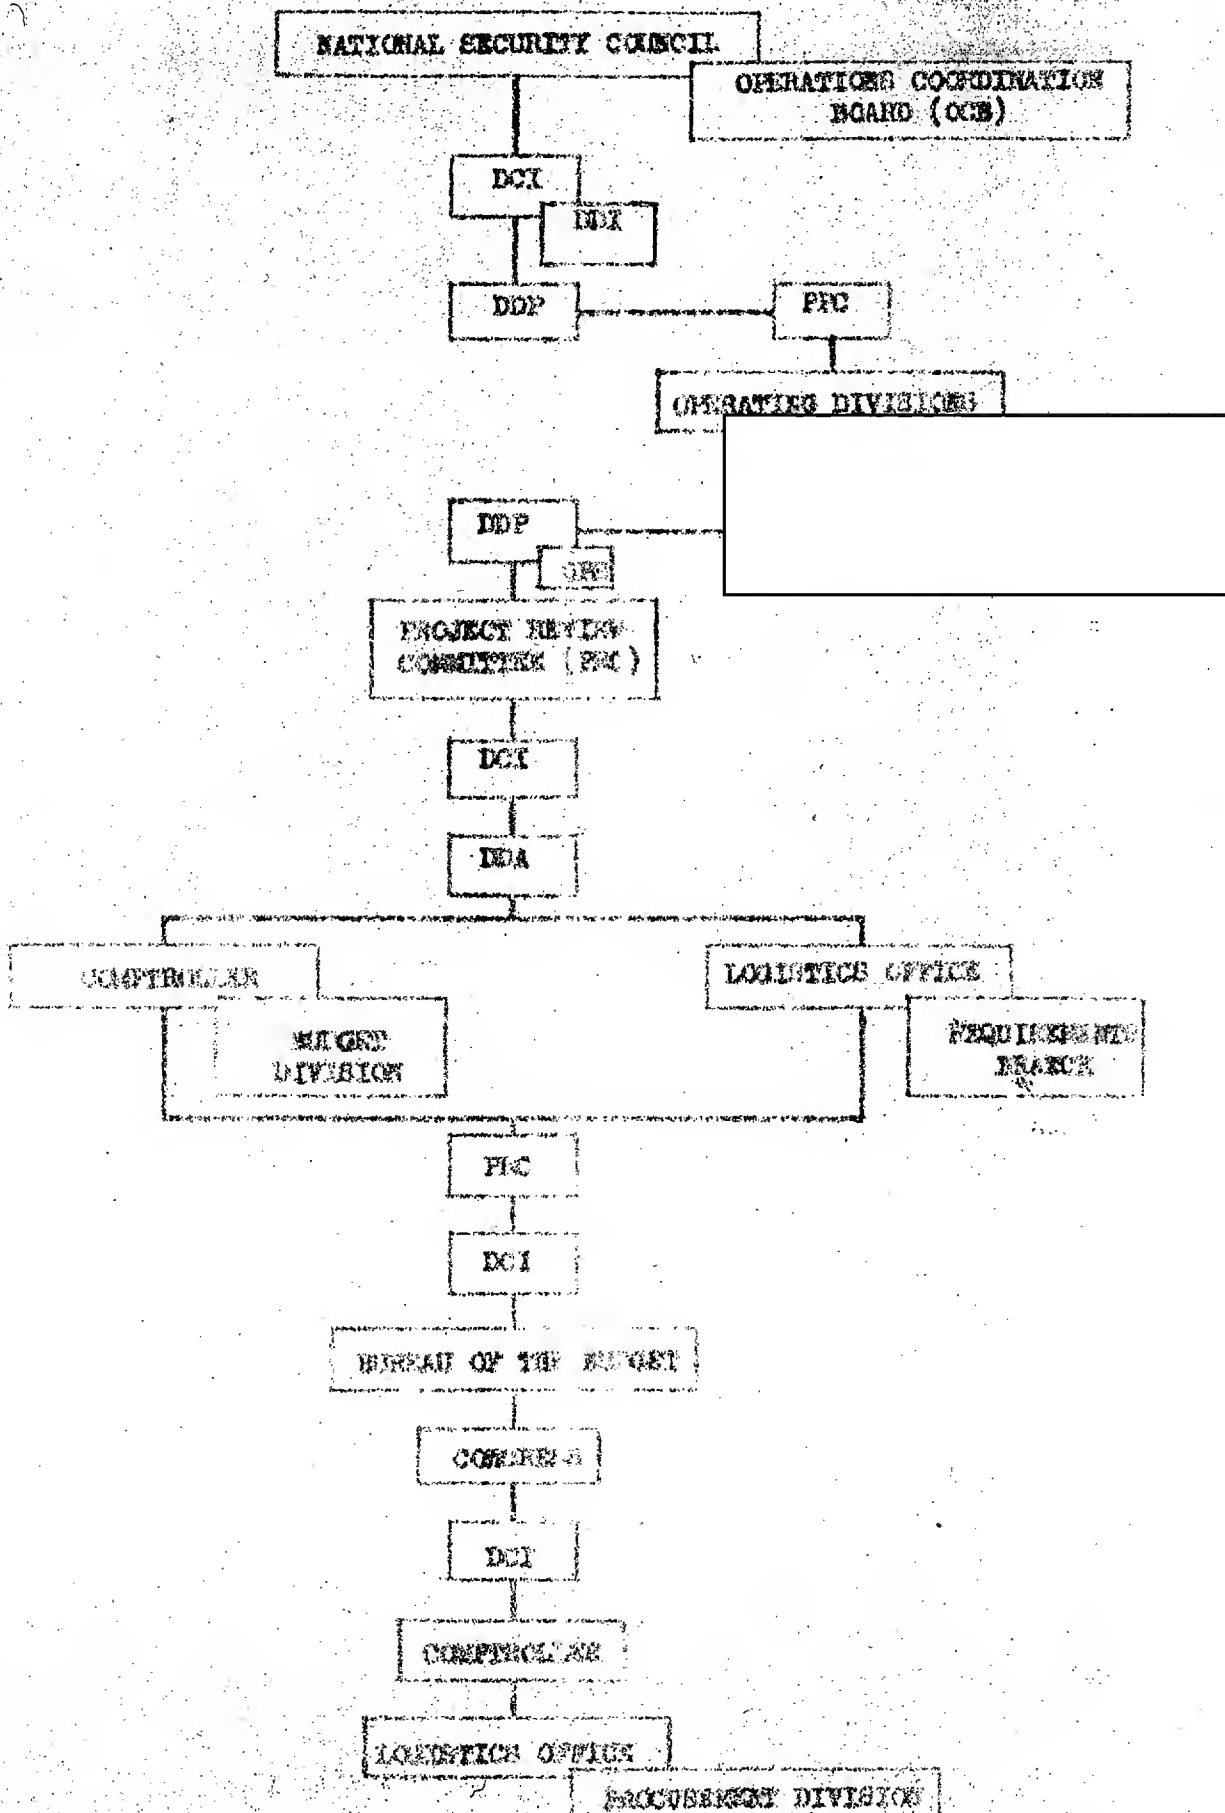 NATIONAL SECURITY COUNCIL
OPERATIONS COORDINATION
BOARD (OCB)
DCI
DDI
DDP
PPC
OPERATING DIVISIONS
DDP
PROJECT REVIEW
COMMITTEE (PRC)
DCI
DDA
COMPTROLLER
LOGISTICS OFFICE
BUDGET
DIVISION
REQUIREMENTS
BRANCH
PRC
DCI
BUREAU OF THE BUDGET
CONGRESS
DCI
COMPTROLLER
LOGISTICS OFFICE
PROCUREMENT DIVISION